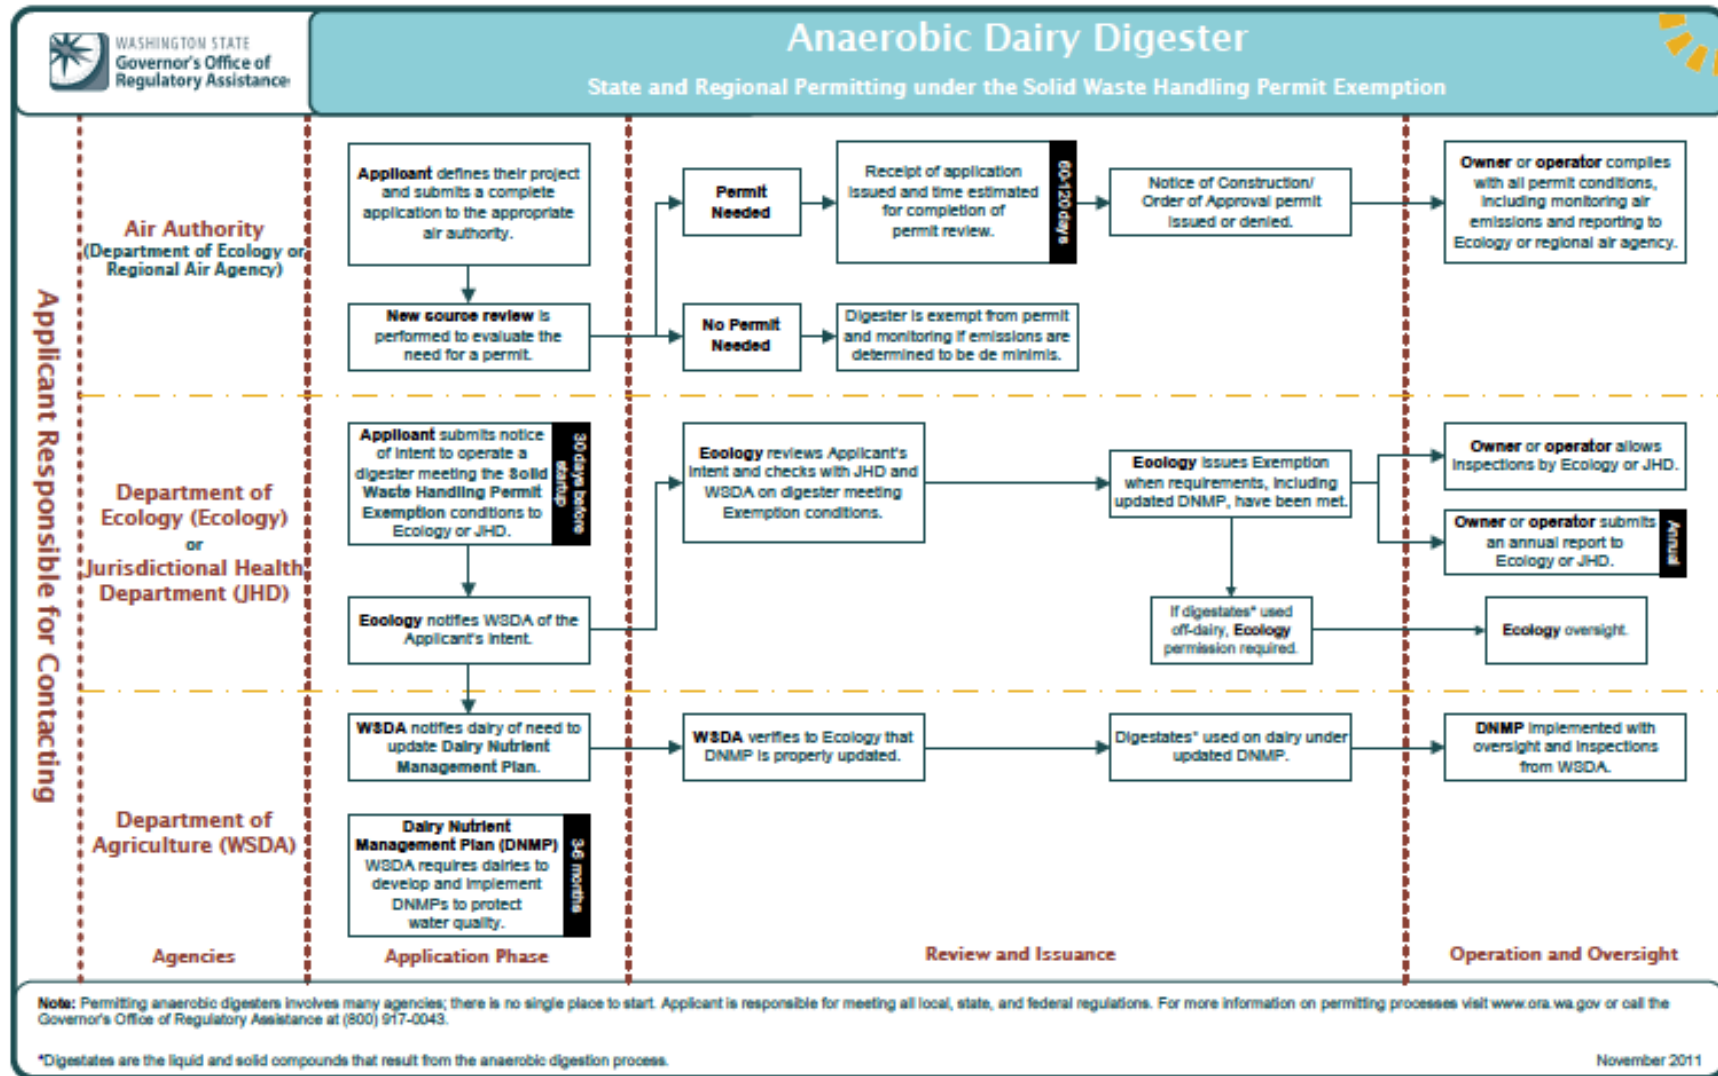 WASHINGTON STATE
Governor's Office of
Regulatory Assistance
Anaerobic Dairy Digester
State and Regional Permitting under the Solid Waste Handling Permit Exemption
Applicant Responsible for Contacting
Air Authority
(Department of Ecology or
Regional Air Agency)
Applicant defines their project
and submits a complete
application to the appropriate
air authority.
New source review is
performed to evaluate the
need for a permit.
Permit
Needed
Receipt of application
issued and time estimated
for completion of
permit review.
60-120 days
Notice of Construction/
Order of Approval permit
issued or denied.
Owner or operator complies
with all permit conditions,
including monitoring air
emissions and reporting to
Ecology or regional air agency.
No Permit
Needed
Digester is exempt from permit
and monitoring if emissions are
determined to be de minimis.
Department of
Ecology (Ecology)
or
Jurisdictional Health
Department (JHD)
Applicant submits notice
of intent to operate a
digester meeting the Solid
Waste Handling Permit
Exemption conditions to
Ecology or JHD.
30 days before
startup
Ecology notifies WSDA of the
Applicant's intent.
Ecology reviews Applicant's
intent and checks with JHD and
WSDA on digester meeting
Exemption conditions.
Ecology issues Exemption
when requirements, including
updated DNMP, have been met.
Owner or operator allows
inspections by Ecology or JHD.
Owner or operator submits
an annual report to
Ecology or JHD.
Annual
If digestates* used
off-dairy, Ecology
permission required.
Ecology oversight.
Department of
Agriculture (WSDA)
WSDA notifies dairy of need to
update Dairy Nutrient
Management Plan.
WSDA verifies to Ecology that
DNMP is properly updated.
Digestates* used on dairy under
updated DNMP.
DNMP implemented with
oversight and inspections
from WSDA.
Dairy Nutrient
Management Plan (DNMP)
WSDA requires dairies to
develop and implement
DNMPs to protect
water quality.
3-6 months
Agencies
Application Phase
Review and Issuance
Operation and Oversight
Note: Permitting anaerobic digesters involves many agencies; there is no single place to start. Applicant is responsible for meeting all local, state, and federal regulations. For more information on permitting processes visit www.ora.wa.gov or call the
Governor's Office of Regulatory Assistance at (800) 917-0043.
*Digestates are the liquid and solid compounds that result from the anaerobic digestion process.
November 2011